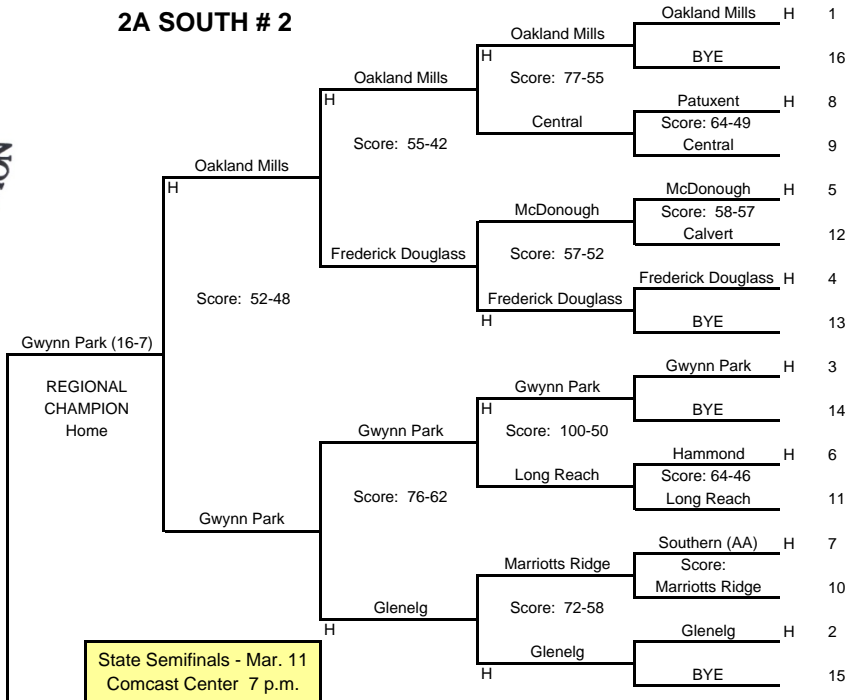 2A SOUTH # 2
Oakland Mills H 1
Oakland Mills
BYE 16
H
Score: 77-55
Oakland Mills
H
Patuxent H 8
Central
Score: 64-49
Central 9
Score: 55-42
Oakland Mills
H
McDonough H 5
McDonough
Score: 58-57
Calvert 12
Frederick Douglass
Score: 57-52
Frederick Douglass H 4
Frederick Douglass
H
BYE 13
Score: 52-48
Gwynn Park (16-7)
REGIONAL
CHAMPION
Home
Gwynn Park H 3
Gwynn Park
H
BYE 14
Gwynn Park
Score: 100-50
Hammond H 6
Long Reach
Score: 64-46
Long Reach 11
Score: 76-62
Gwynn Park
Southern (AA) H 7
Marriotts Ridge
Score:
Marriotts Ridge 10
Glenelg
H
Score: 72-58
Glenelg H 2
Glenelg
H
BYE 15
State Semifinals - Mar. 11
Comcast Center 7 p.m.